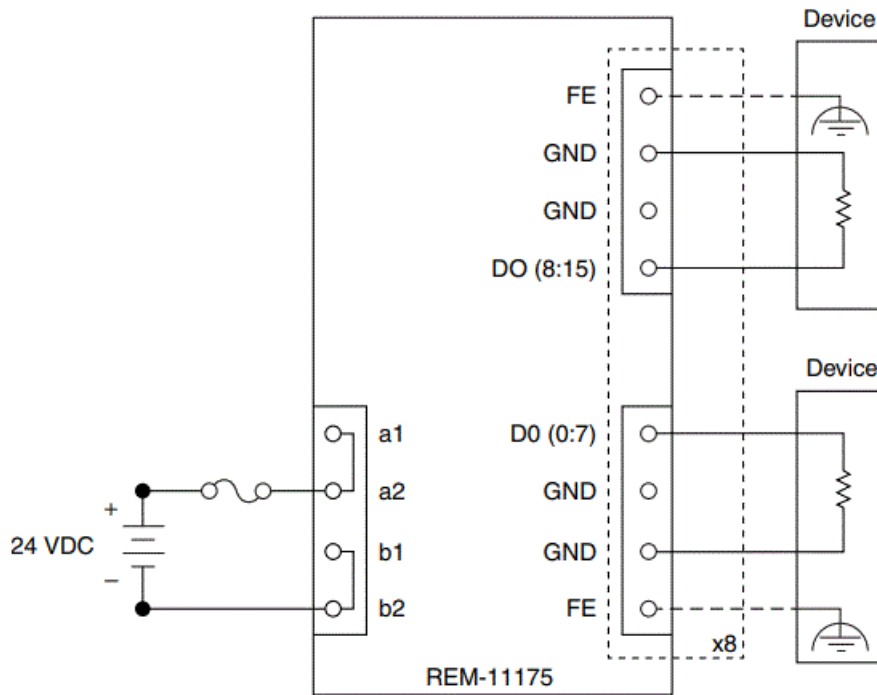 Device
FE
GND
GND
DO (8:15)
Device
a1
D0 (0:7)
a2
GND
+
24 VDC
b1
GND
–
b2
FE
x8
REM-11175